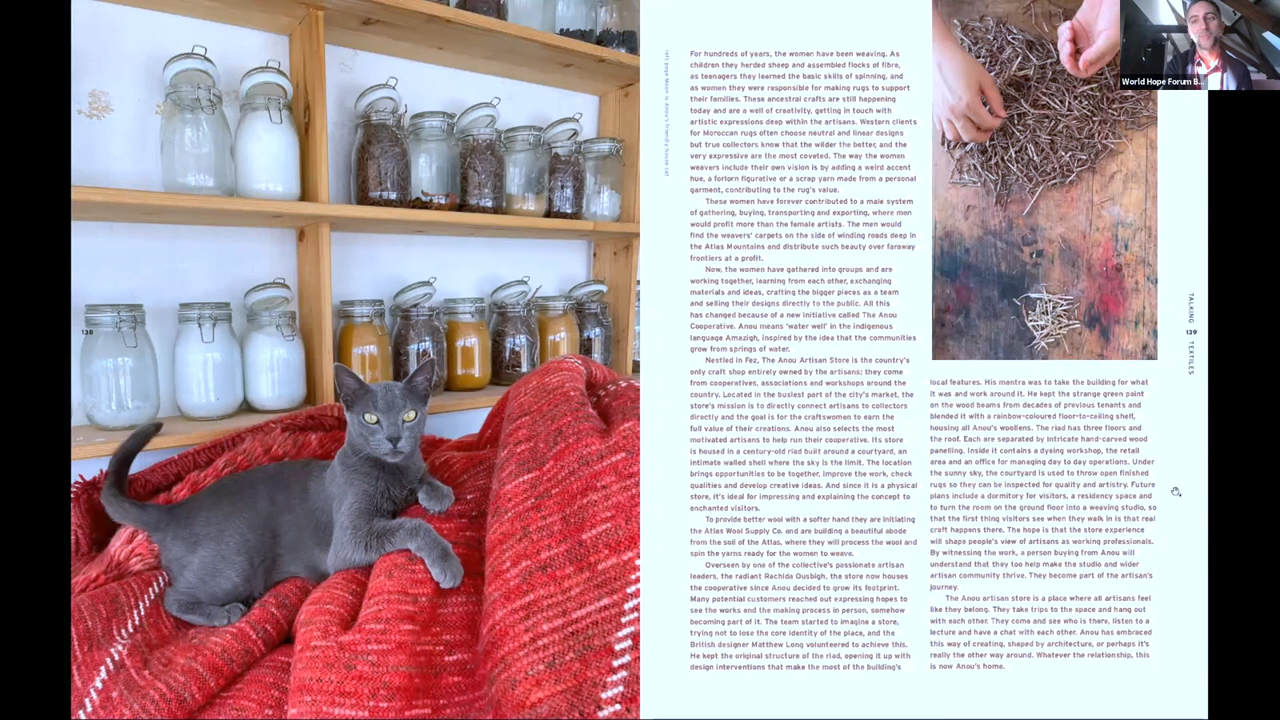 138
left page Moon is Anou's friendly house cat
For hundreds of years, the women have been weaving. As
children they herded sheep and assembled flocks of fibre,
as teenagers they learned the basic skills of spinning, and
as women they were responsible for making rugs to support
their families. These ancestral crafts are still happening
today and are a well of creativity, getting in touch with
artistic expressions deep within the artisans. Western clients
for Moroccan rugs often choose neutral and linear designs
but true collectors know that the wilder the better, and the
very expressive are the most coveted. The way the women
weavers include their own vision is by adding a weird accent
hue, a forlorn figurative or a scrap yarn made from a personal
garment, contributing to the rug's value.
These women have forever contributed to a male system
of gathering, buying, transporting and exporting, where men
would profit more than the female artists. The men would
find the weavers' carpets on the side of winding roads deep in
the Atlas Mountains and distribute such beauty over faraway
frontiers at a profit.
Now, the women have gathered into groups and are
working together, learning from each other, exchanging
materials and ideas, crafting the bigger pieces as a team
and selling their designs directly to the public. All this
has changed because of a new initiative called The Anou
Cooperative. Anou means 'water well' in the indigenous
language Amazigh, inspired by the idea that the communities
grow from springs of water.
Nestled in Fez, The Anou Artisan Store is the country's
only craft shop entirely owned by the artisans; they come
from cooperatives, associations and workshops around the
country. Located in the busiest part of the city's market, the
store's mission is to directly connect artisans to collectors
directly and the goal is for the craftswomen to earn the
full value of their creations. Anou also selects the most
motivated artisans to help run their cooperative. Its store
is housed in a century-old riad built around a courtyard, an
intimate walled shell where the sky is the limit. The location
brings opportunities to be together, improve the work, check
qualities and develop creative ideas. And since it is a physical
store, it's ideal for impressing and explaining the concept to
enchanted visitors.
To provide better wool with a softer hand they are initiating
the Atlas Wool Supply Co. and are building a beautiful abode
from the soil of the Atlas, where they will process the wool and
spin the yarns ready for the women to weave.
Overseen by one of the collective's passionate artisan
leaders, the radiant Rachida Ousbigh, the store now houses
the cooperative since Anou decided to grow its footprint.
Many potential customers reached out expressing hopes to
see the works and the making process in person, somehow
becoming part of it. The team started to imagine a store,
trying not to lose the core identity of the place, and the
British designer Matthew Long volunteered to achieve this.
He kept the original structure of the riad, opening it up with
design interventions that make the most of the building's
local features. His mantra was to take the building for what
it was and work around it. He kept the strange green paint
on the wood beams from decades of previous tenants and
blended it with a rainbow-coloured floor-to-ceiling shelf,
housing all Anou's woollens. The riad has three floors and
the roof. Each are separated by intricate hand-carved wood
panelling. Inside it contains a dyeing workshop, the retail
area and an office for managing day to day operations. Under
the sunny sky, the courtyard is used to throw open finished
rugs so they can be inspected for quality and artistry. Future
plans include a dormitory for visitors, a residency space and
to turn the room on the ground floor into a weaving studio, so
that the first thing visitors see when they walk in is that real
craft happens there. The hope is that the store experience
will shape people's view of artisans as working professionals.
By witnessing the work, a person buying from Anou will
understand that they too help make the studio and wider
artisan community thrive. They become part of the artisan's
journey.
The Anou artisan store is a place where all artisans feel
like they belong. They take trips to the space and hang out
with each other. They come and see who is there, listen to a
lecture and have a chat with each other. Anou has embraced
this way of creating, shaped by architecture, or perhaps it's
really the other way around. Whatever the relationship, this
is now Anou's home.
TALKING 139 TEXTILES
World Hope Forum B...